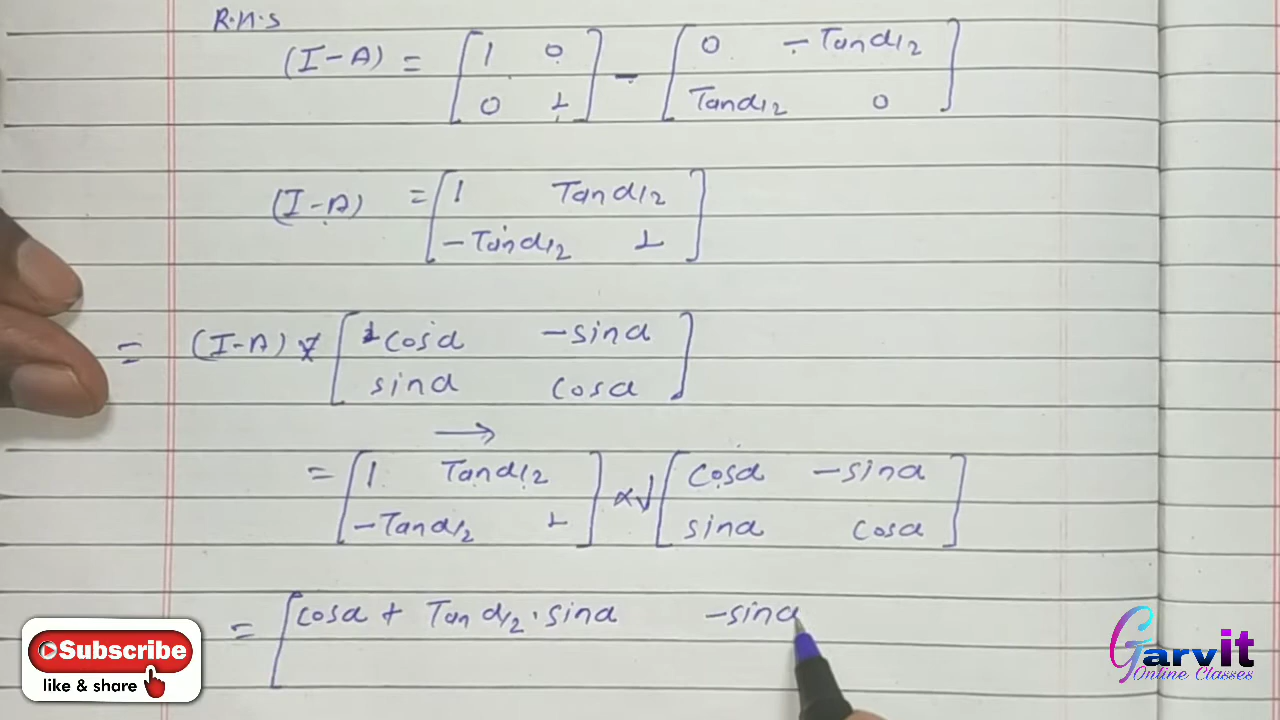 R.H.S
(I-A) = [1 0] - [0 -Tanα/2]
[0 1] [Tanα/2 0]
(I-A) = [1 Tanα/2]
[-Tanα/2 1]
= (I-A) × [cosα -sinα]
[sinα cosα]
→
= [1 Tanα/2] × [cosα -sinα]
[-Tanα/2 1] [sinα cosα]
= [cosα + Tanα/2·sinα -sinα
Subscribe
like & share
Garvit
Online Classes